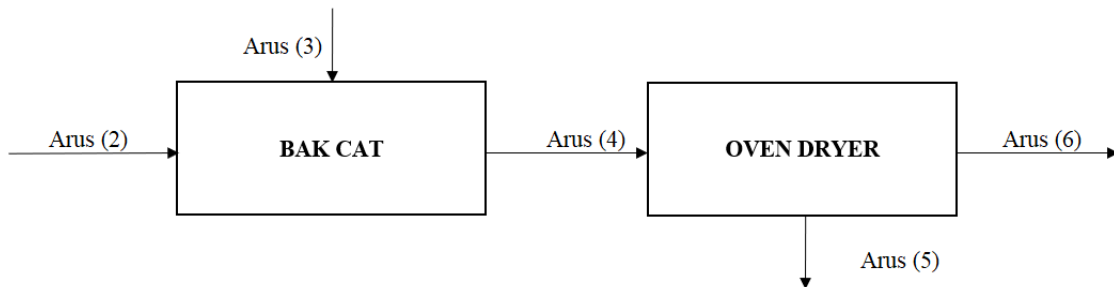 Arus (3)
Arus (2)
BAK CAT
Arus (4)
OVEN DRYER
Arus (6)
Arus (5)